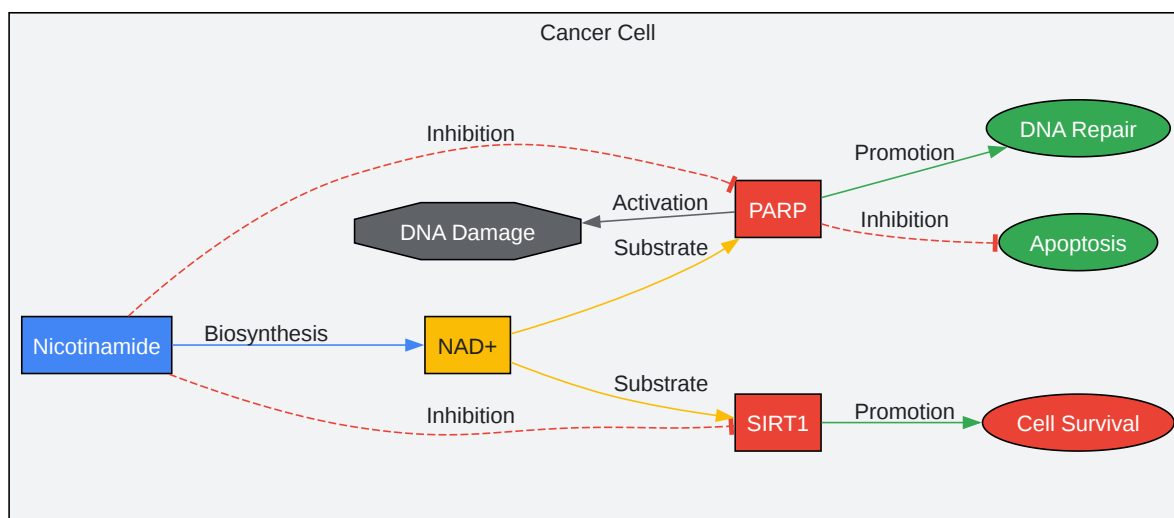 Cancer Cell
Inhibition
DNA Repair
Promotion
Activation
PARP
Inhibition
DNA Damage
Substrate
Apoptosis
Nicotinamide
Biosynthesis
NAD+
Substrate
Inhibition
SIRT1
Promotion
Cell Survival